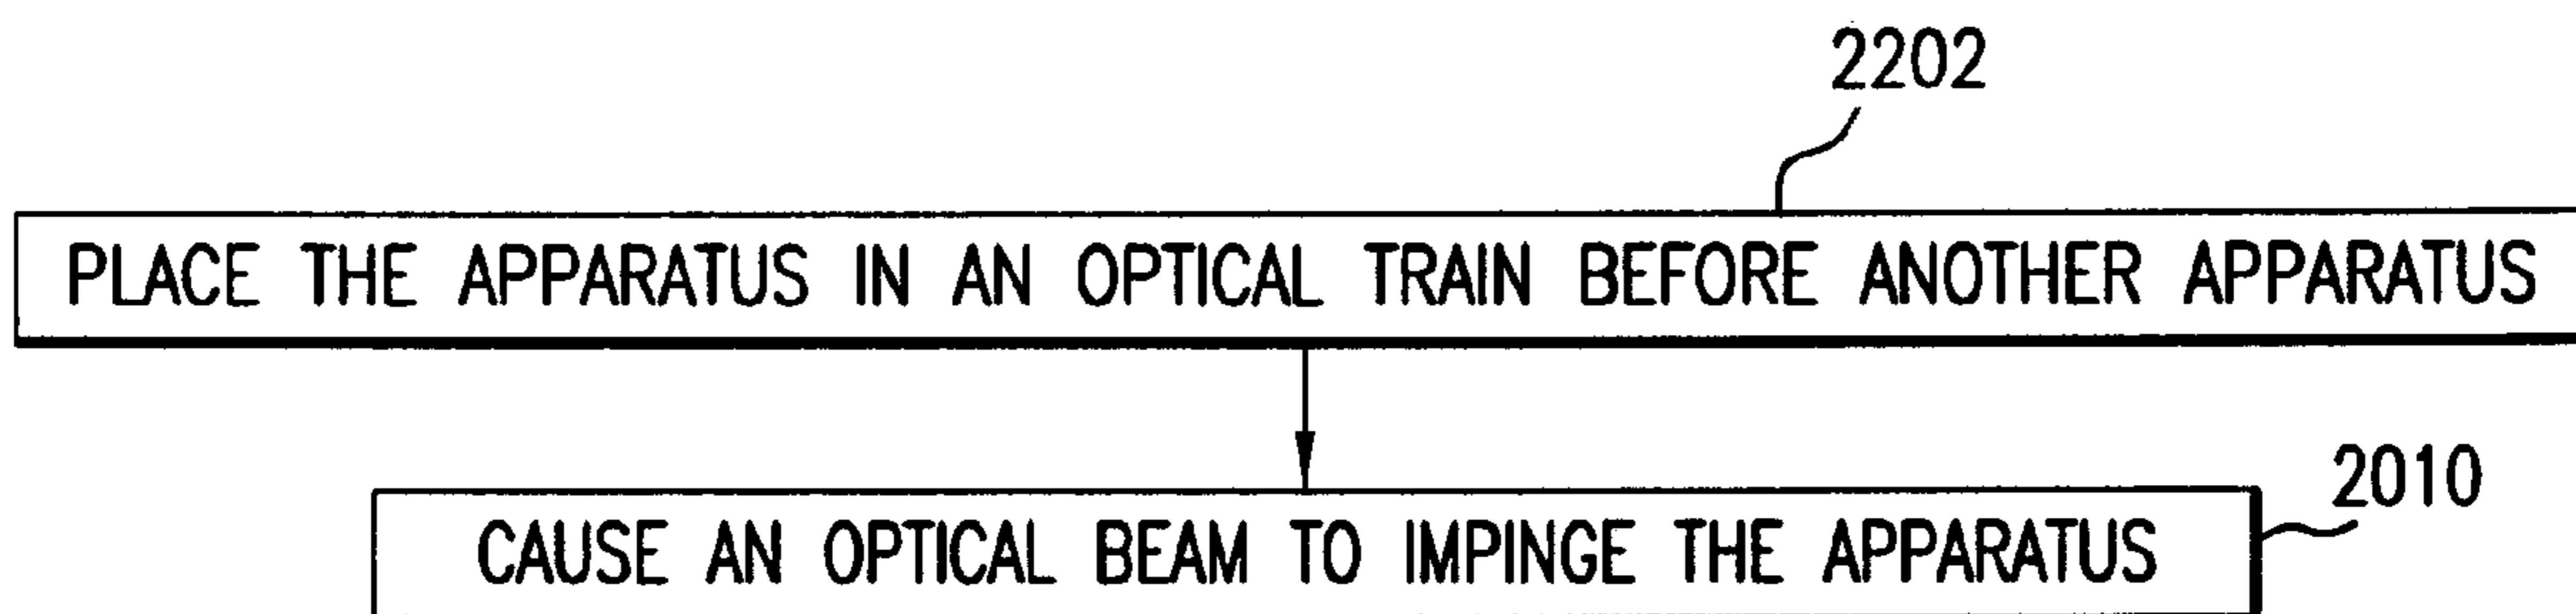 2202
PLACE THE APPARATUS IN AN OPTICAL TRAIN BEFORE ANOTHER APPARATUS
2010
CAUSE AN OPTICAL BEAM TO IMPINGE THE APPARATUS